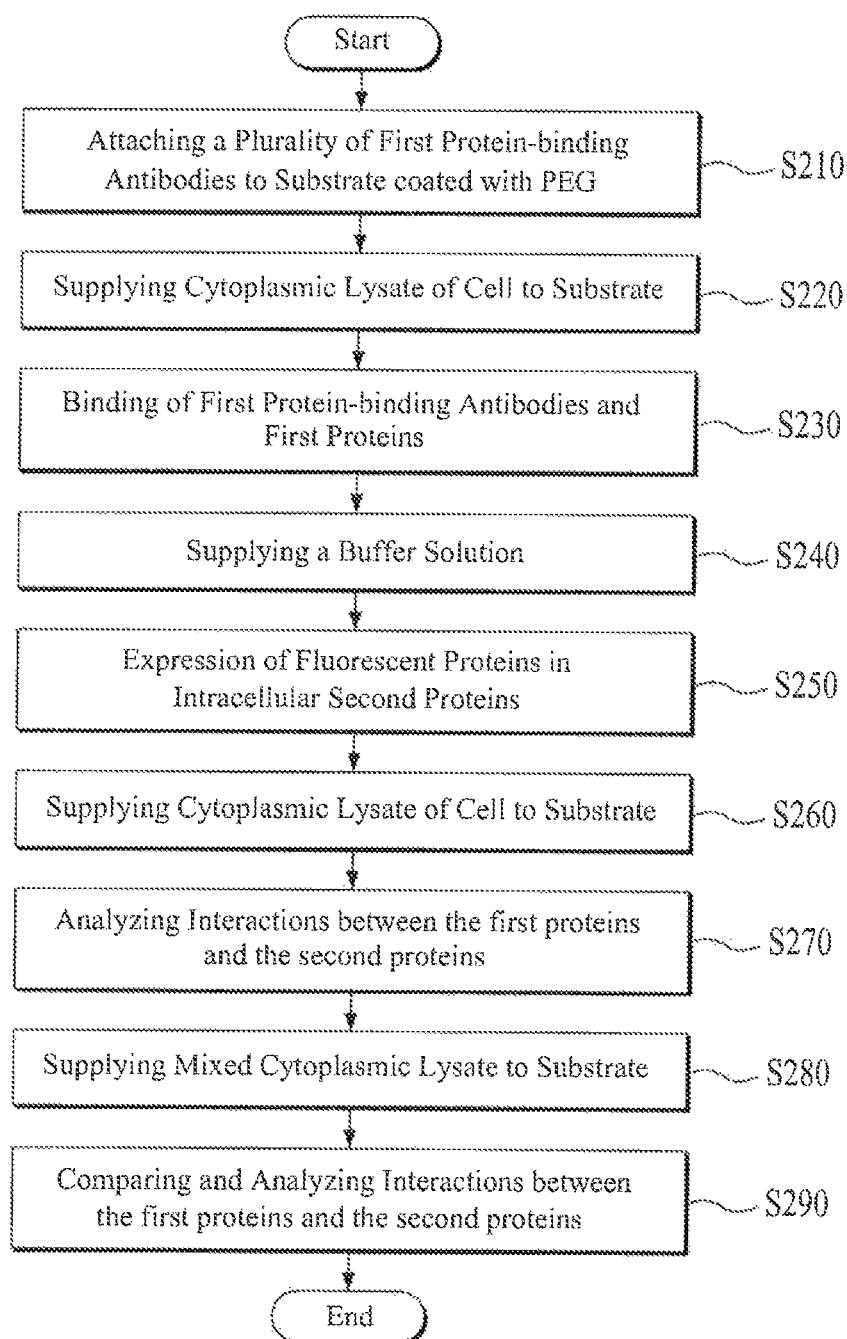 Start
Attaching a Plurality of First Protein-binding
Antibodies to Substrate coated with PEG
S210
Supplying Cytoplasmic Lysate of Cell to Substrate
S220
Binding of First Protein-binding Antibodies and
First Proteins
S230
Supplying a Buffer Solution
S240
Expression of Fluorescent Proteins in
Intracellular Second Proteins
S250
Supplying Cytoplasmic Lysate of Cell to Substrate
S260
Analyzing Interactions between the first proteins
and the second proteins
S270
Supplying Mixed Cytoplasmic Lysate to Substrate
S280
Comparing and Analyzing Interactions between
the first proteins and the second proteins
S290
End